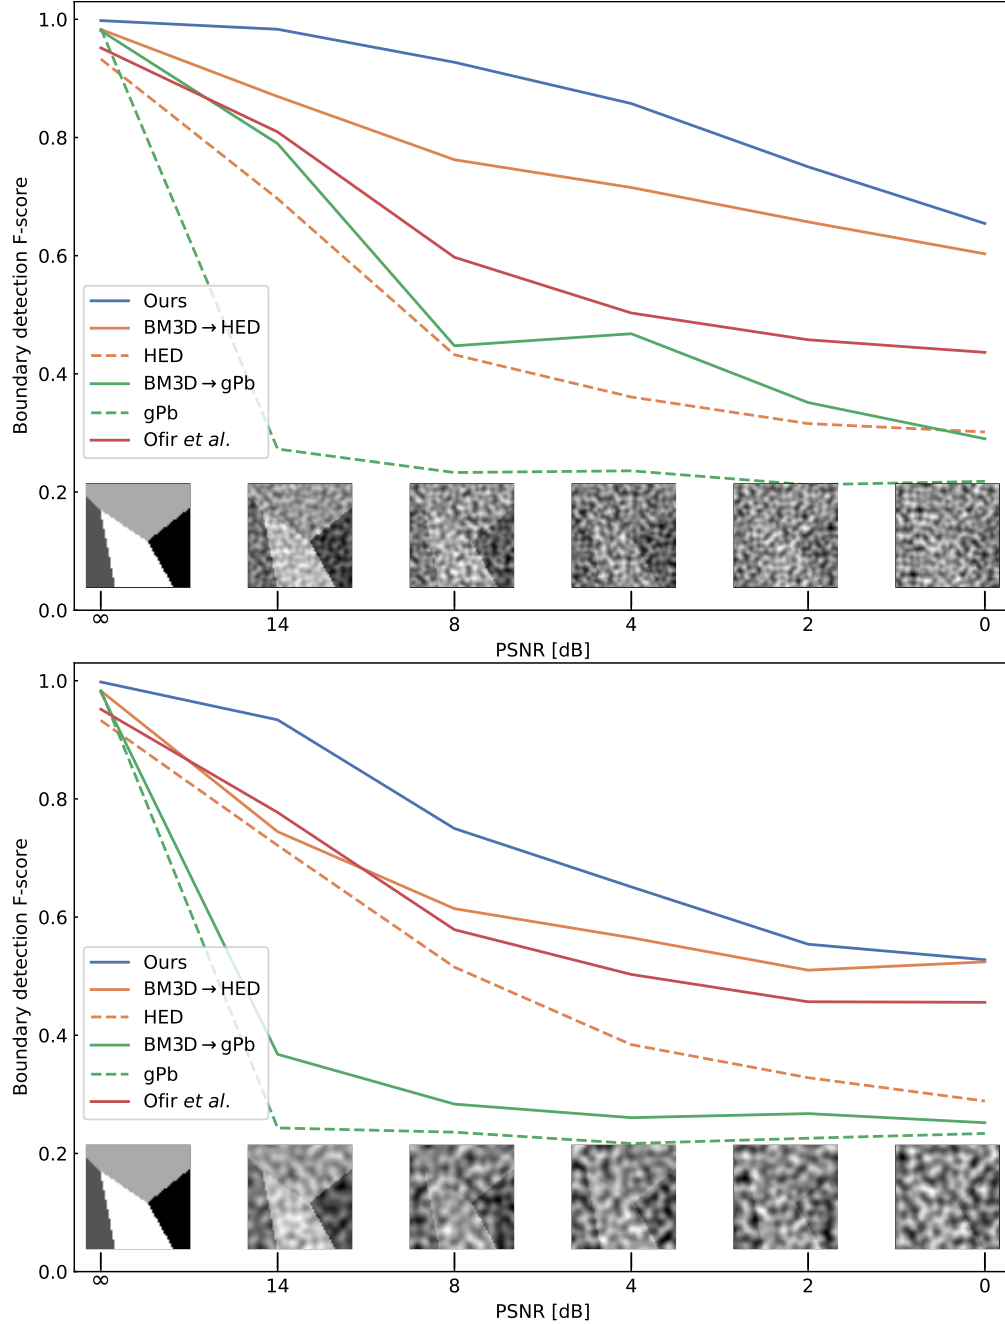 1.0
0.8
0.6
0.4
0.2
0.0
Boundary detection F-score
Ours
BM3D→HED
HED
BM3D→gPb
gPb
Ofir et al.
∞ 14 8 4 2 0
PSNR [dB]
1.0
0.8
0.6
0.4
0.2
0.0
Boundary detection F-score
Ours
BM3D→HED
HED
BM3D→gPb
gPb
Ofir et al.
∞ 14 8 4 2 0
PSNR [dB]